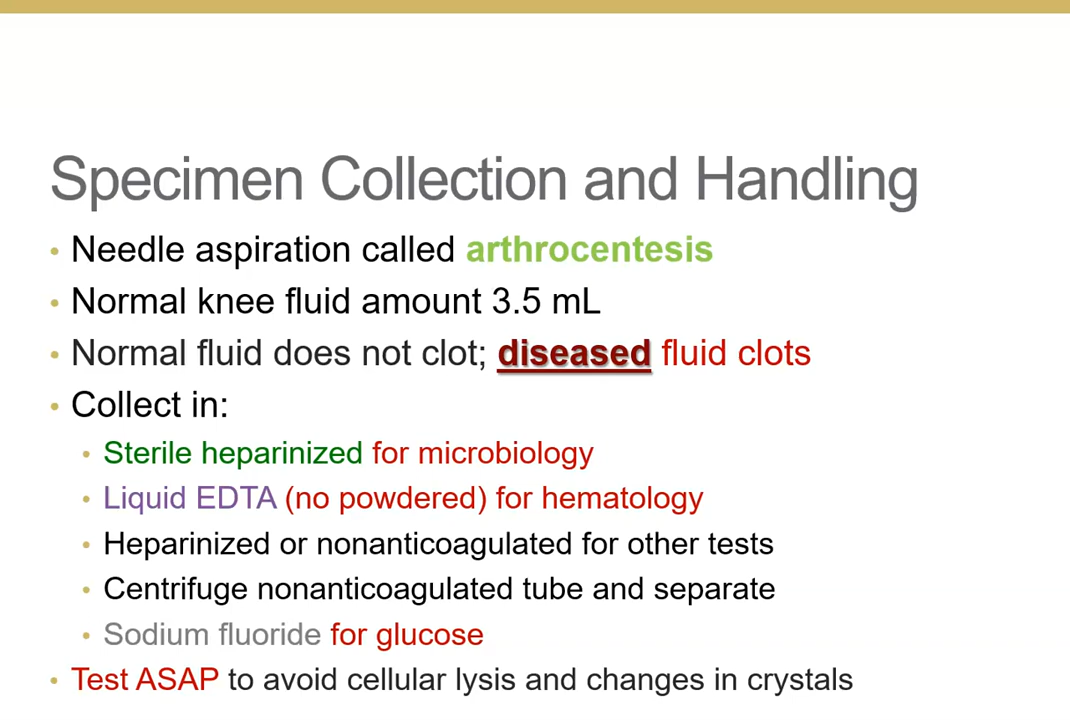 Specimen Collection and Handling
• Needle aspiration called arthrocentesis
• Normal knee fluid amount 3.5 mL
• Normal fluid does not clot; diseased fluid clots
• Collect in:
• Sterile heparinized for microbiology
• Liquid EDTA (no powdered) for hematology
• Heparinized or nonanticoagulated for other tests
• Centrifuge nonanticoagulated tube and separate
• Sodium fluoride for glucose
• Test ASAP to avoid cellular lysis and changes in crystals